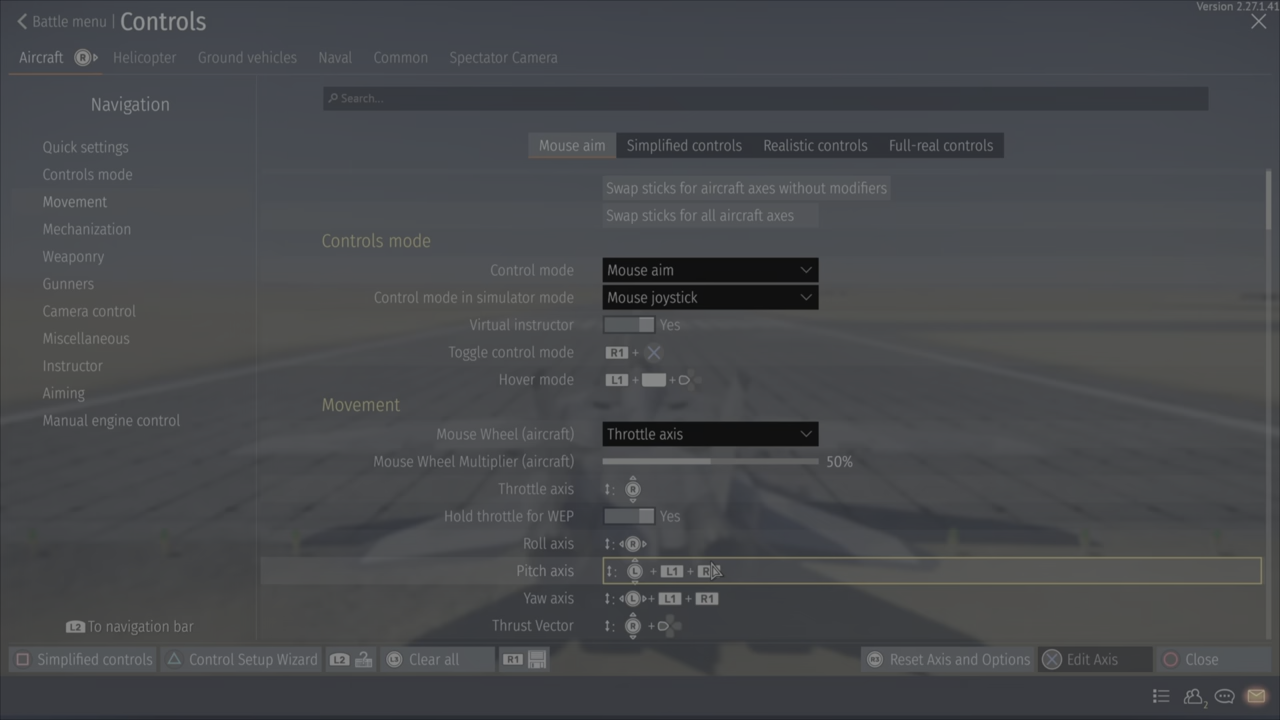 Version 2.27.1.41
Battle menu | Controls
Aircraft R Helicopter Ground vehicles Naval Common Spectator Camera
Navigation
Search...
Quick settings
Controls mode
Movement
Mechanization
Weaponry
Gunners
Camera control
Miscellaneous
Instructor
Aiming
Manual engine control
L2 To navigation bar
Mouse aim Simplified controls Realistic controls Full-real controls
Swap sticks for aircraft axes without modifiers
Swap sticks for all aircraft axes
Controls mode
Control mode Mouse aim
Control mode in simulator mode Mouse joystick
Virtual instructor Yes
Toggle control mode R1 +
Hover mode L1 + +
Movement
Mouse Wheel (aircraft) Throttle axis
Mouse Wheel Multiplier (aircraft) 50%
Throttle axis : R
Hold throttle for WEP Yes
Roll axis : R
Pitch axis : L + L1 +
Yaw axis : L + L1 + R1
Thrust Vector : R +
Simplified controls Control Setup Wizard L2 Clear all R1 Reset Axis and Options Edit Axis Close
2